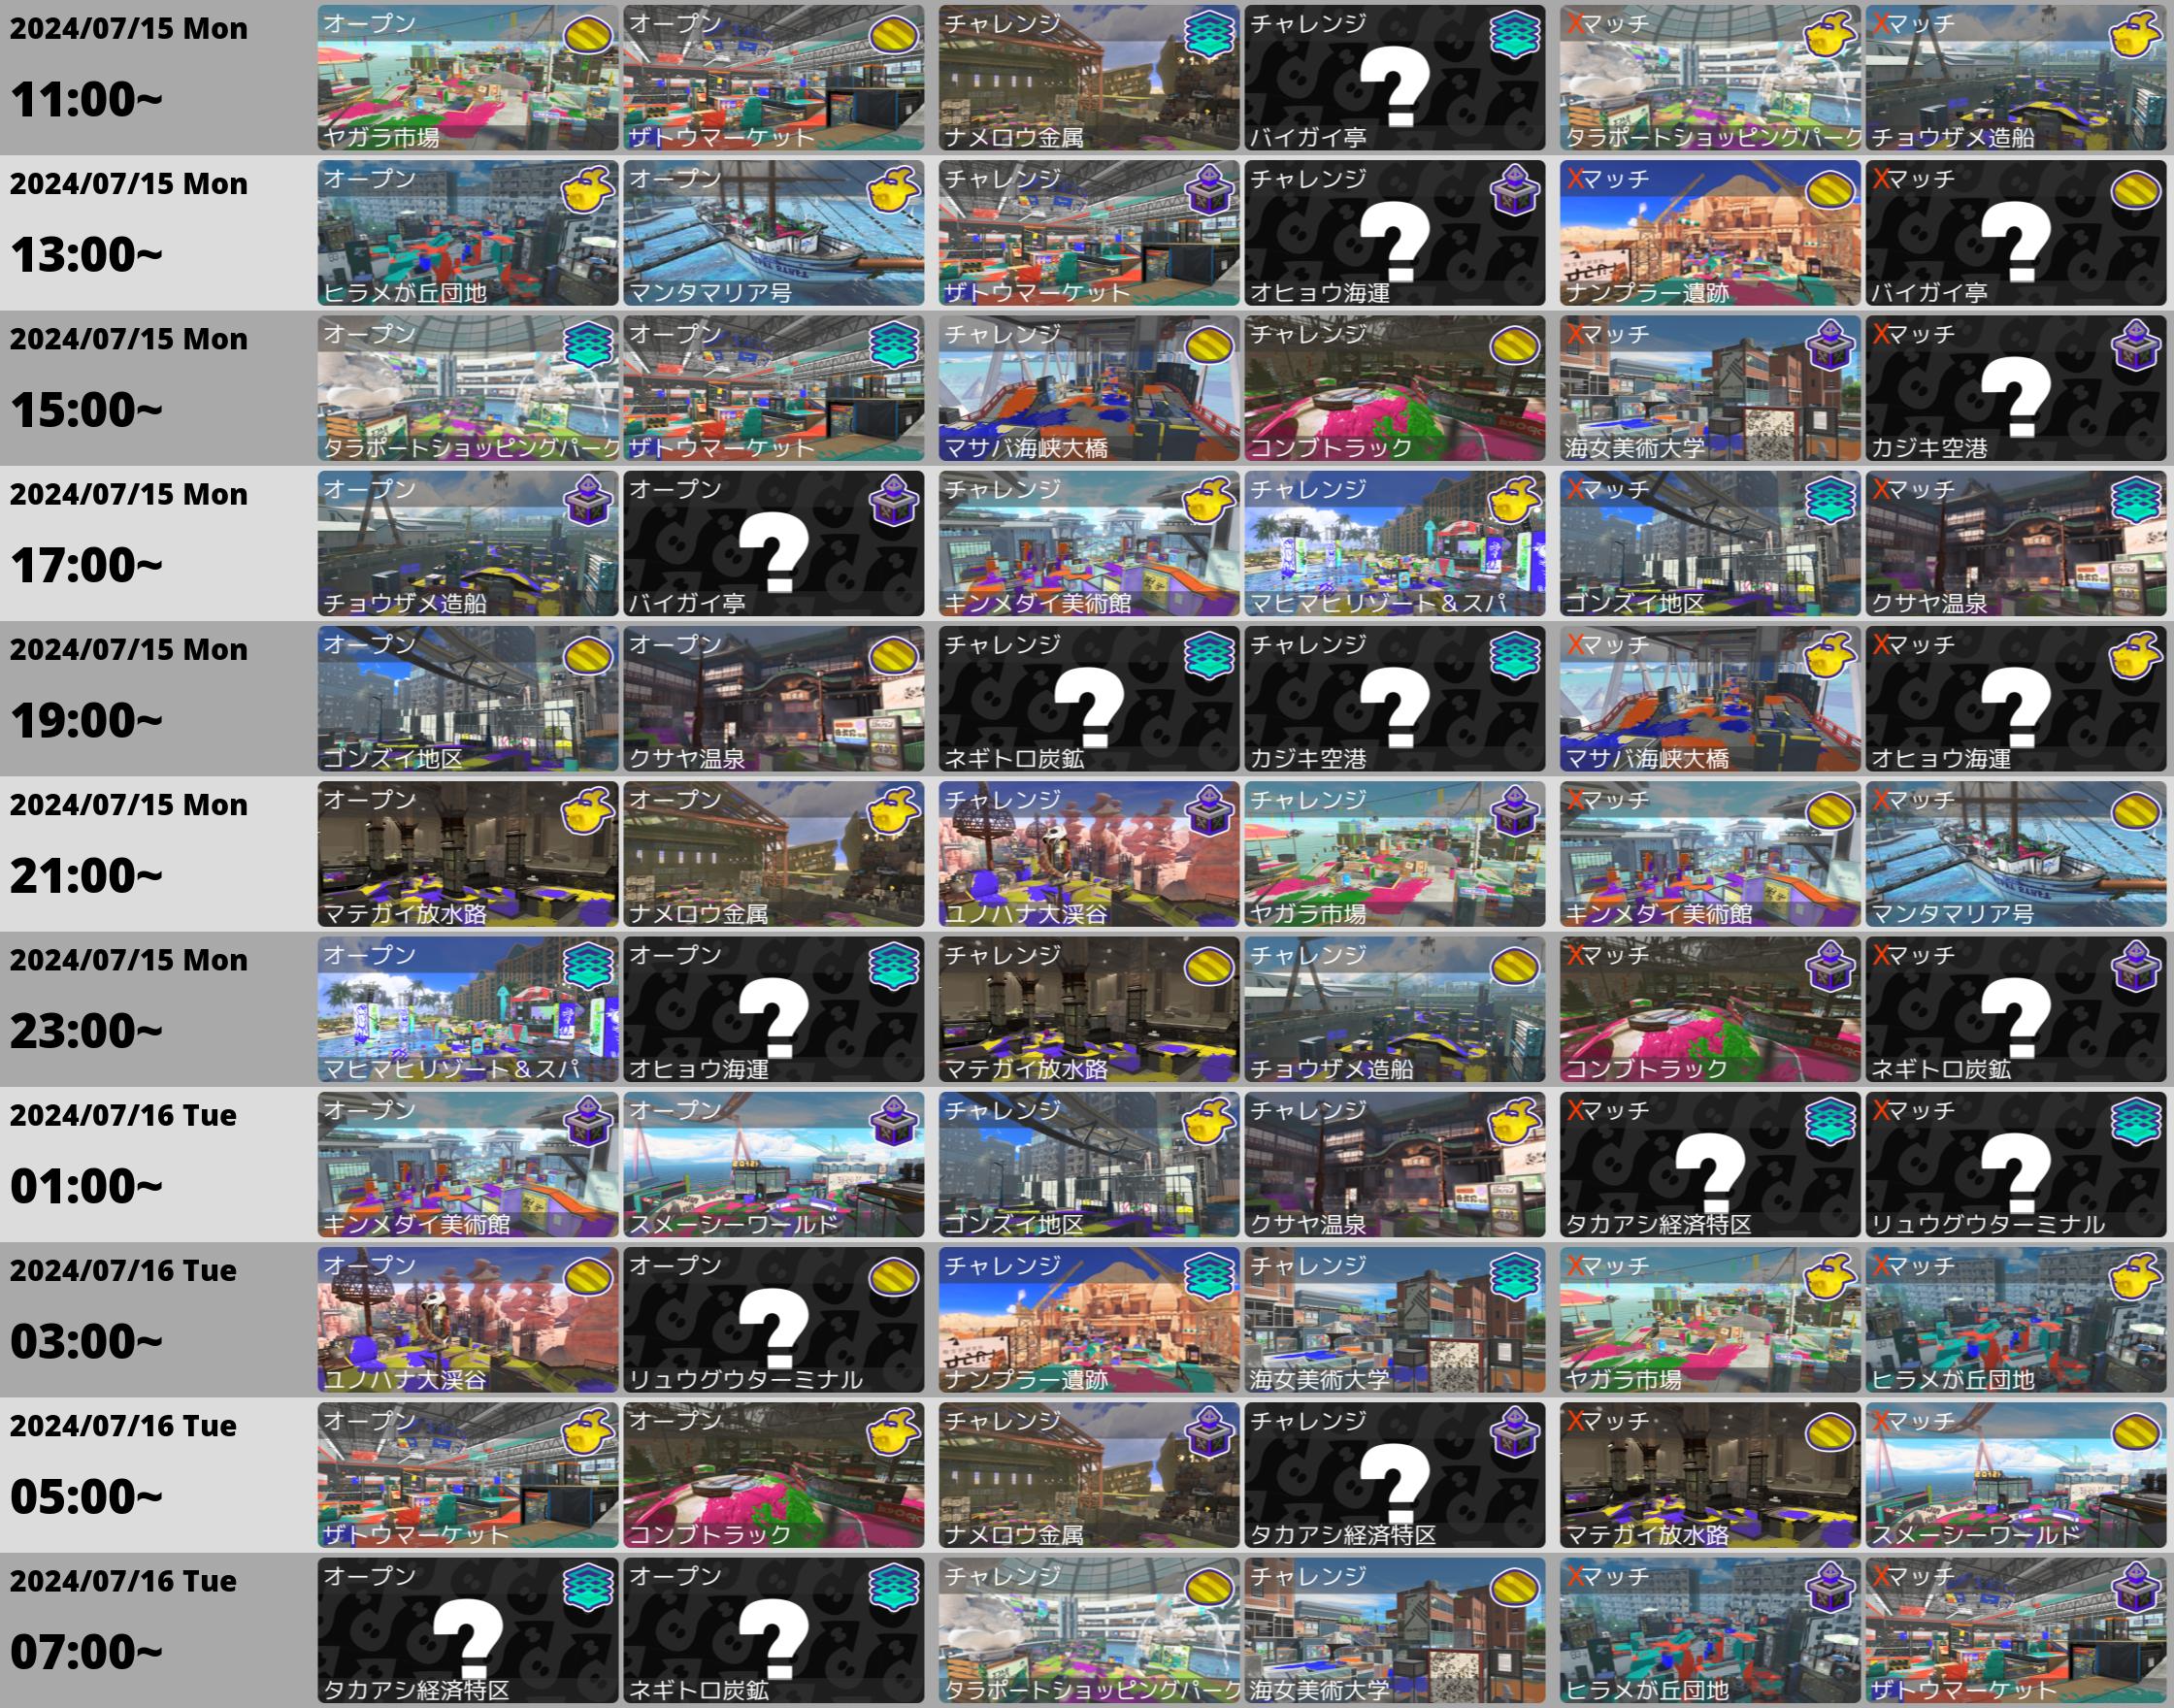 2024/07/15 Mon
11:00~
オープン オープン チャレンジ チャレンジ Xマッチ Xマッチ
ヤガラ市場 ザトウマーケット ナメロウ金属 バイガイ亭 タラポートショッピングパーク チョウザメ造船
2024/07/15 Mon
13:00~
オープン オープン チャレンジ チャレンジ Xマッチ Xマッチ
ヒラメが丘団地 マンタマリア号 ザトウマーケット オヒョウ海運 ナンプラー遺跡 バイガイ亭
2024/07/15 Mon
15:00~
オープン オープン チャレンジ チャレンジ Xマッチ Xマッチ
タラポートショッピングパーク ザトウマーケット マサバ海峡大橋 コンブトラック 海女美術大学 カジキ空港
2024/07/15 Mon
17:00~
オープン オープン チャレンジ チャレンジ Xマッチ Xマッチ
チョウザメ造船 バイガイ亭 キンメダイ美術館 マヒマヒリゾート&スパ ゴンズイ地区 クサヤ温泉
2024/07/15 Mon
19:00~
オープン オープン チャレンジ チャレンジ Xマッチ Xマッチ
ゴンズイ地区 クサヤ温泉 ネギトロ炭鉱 カジキ空港 マサバ海峡大橋 オヒョウ海運
2024/07/15 Mon
21:00~
オープン オープン チャレンジ チャレンジ Xマッチ Xマッチ
マテガイ放水路 ナメロウ金属 ユノハナ大渓谷 ヤガラ市場 キンメダイ美術館 マンタマリア号
2024/07/15 Mon
23:00~
オープン オープン チャレンジ チャレンジ Xマッチ Xマッチ
マヒマヒリゾート&スパ オヒョウ海運 マテガイ放水路 チョウザメ造船 コンブトラック ネギトロ炭鉱
2024/07/16 Tue
01:00~
オープン オープン チャレンジ チャレンジ Xマッチ Xマッチ
キンメダイ美術館 スメーシーワールド ゴンズイ地区 クサヤ温泉 タカアシ経済特区 リュウグウターミナル
2024/07/16 Tue
03:00~
オープン オープン チャレンジ チャレンジ Xマッチ Xマッチ
ユノハナ大渓谷 リュウグウターミナル ナンプラー遺跡 海女美術大学 ヤガラ市場 ヒラメが丘団地
2024/07/16 Tue
05:00~
オープン オープン チャレンジ チャレンジ Xマッチ Xマッチ
ザトウマーケット コンブトラック ナメロウ金属 タカアシ経済特区 マテガイ放水路 スメーシーワールド
2024/07/16 Tue
07:00~
オープン オープン チャレンジ チャレンジ Xマッチ Xマッチ
タカアシ経済特区 ネギトロ炭鉱 タラポートショッピングパーク 海女美術大学 ヒラメが丘団地 ザトウマーケット